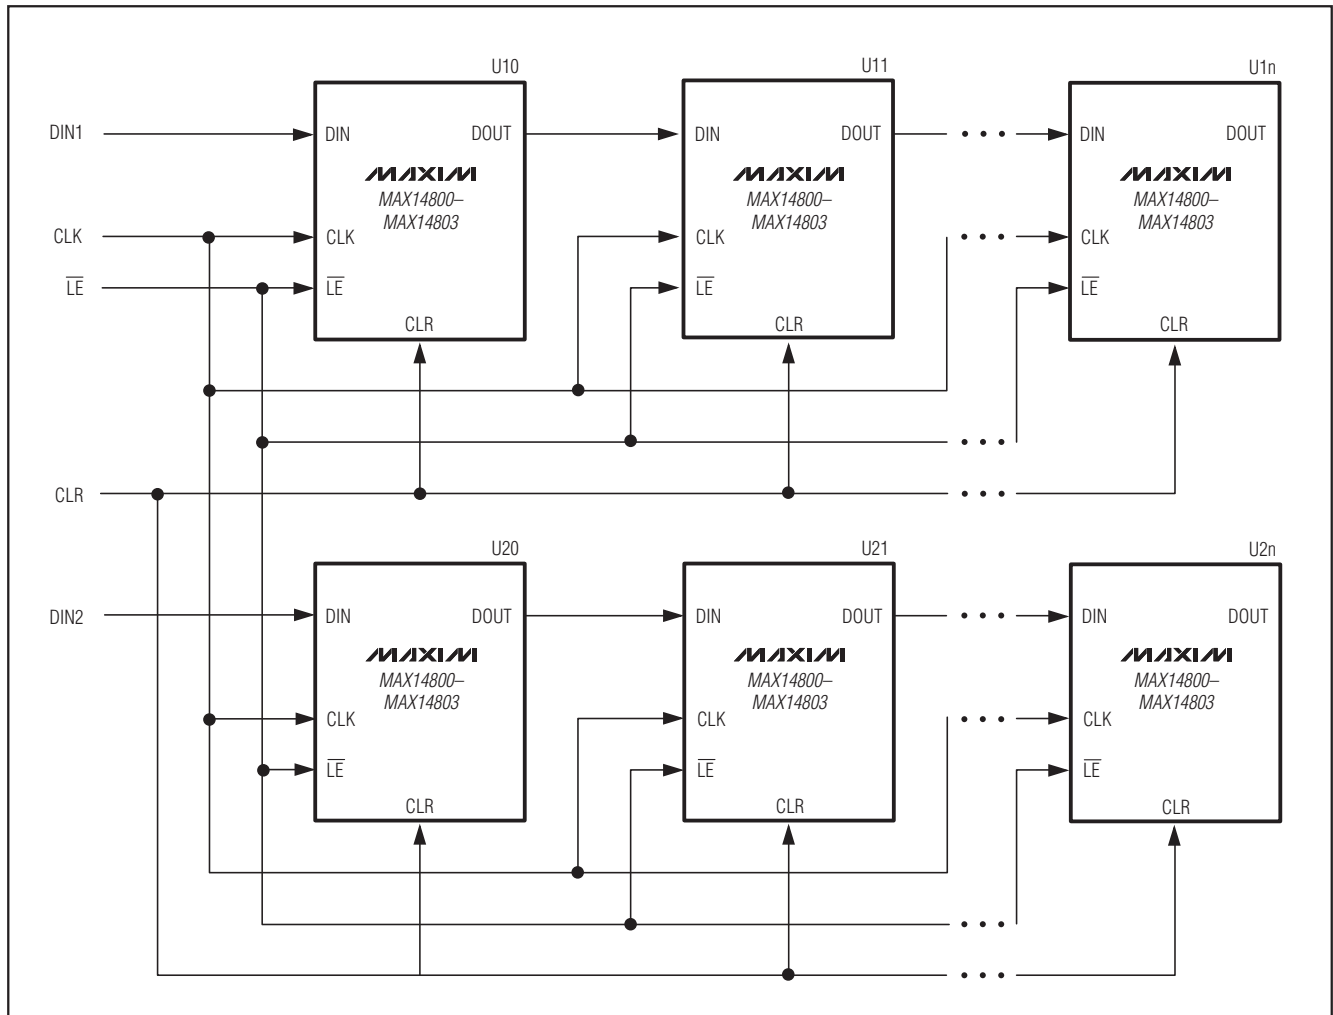 U10
U11
U1n
DIN1
DIN
DOUT
DIN
DOUT
• • •
DIN
DOUT
MAXIM
MAX14800–
MAX14803
MAXIM
MAX14800–
MAX14803
MAXIM
MAX14800–
MAX14803
CLK
CLK
CLK
• • •
CLK
LE
LE
LE
LE
CLR
CLR
CLR
• • •
CLR
• • •
U20
U21
U2n
DIN2
DIN
DOUT
DIN
DOUT
• • •
DIN
DOUT
MAXIM
MAX14800–
MAX14803
MAXIM
MAX14800–
MAX14803
MAXIM
MAX14800–
MAX14803
CLK
CLK
• • •
CLK
LE
LE
LE
CLR
CLR
CLR
• • •
• • •